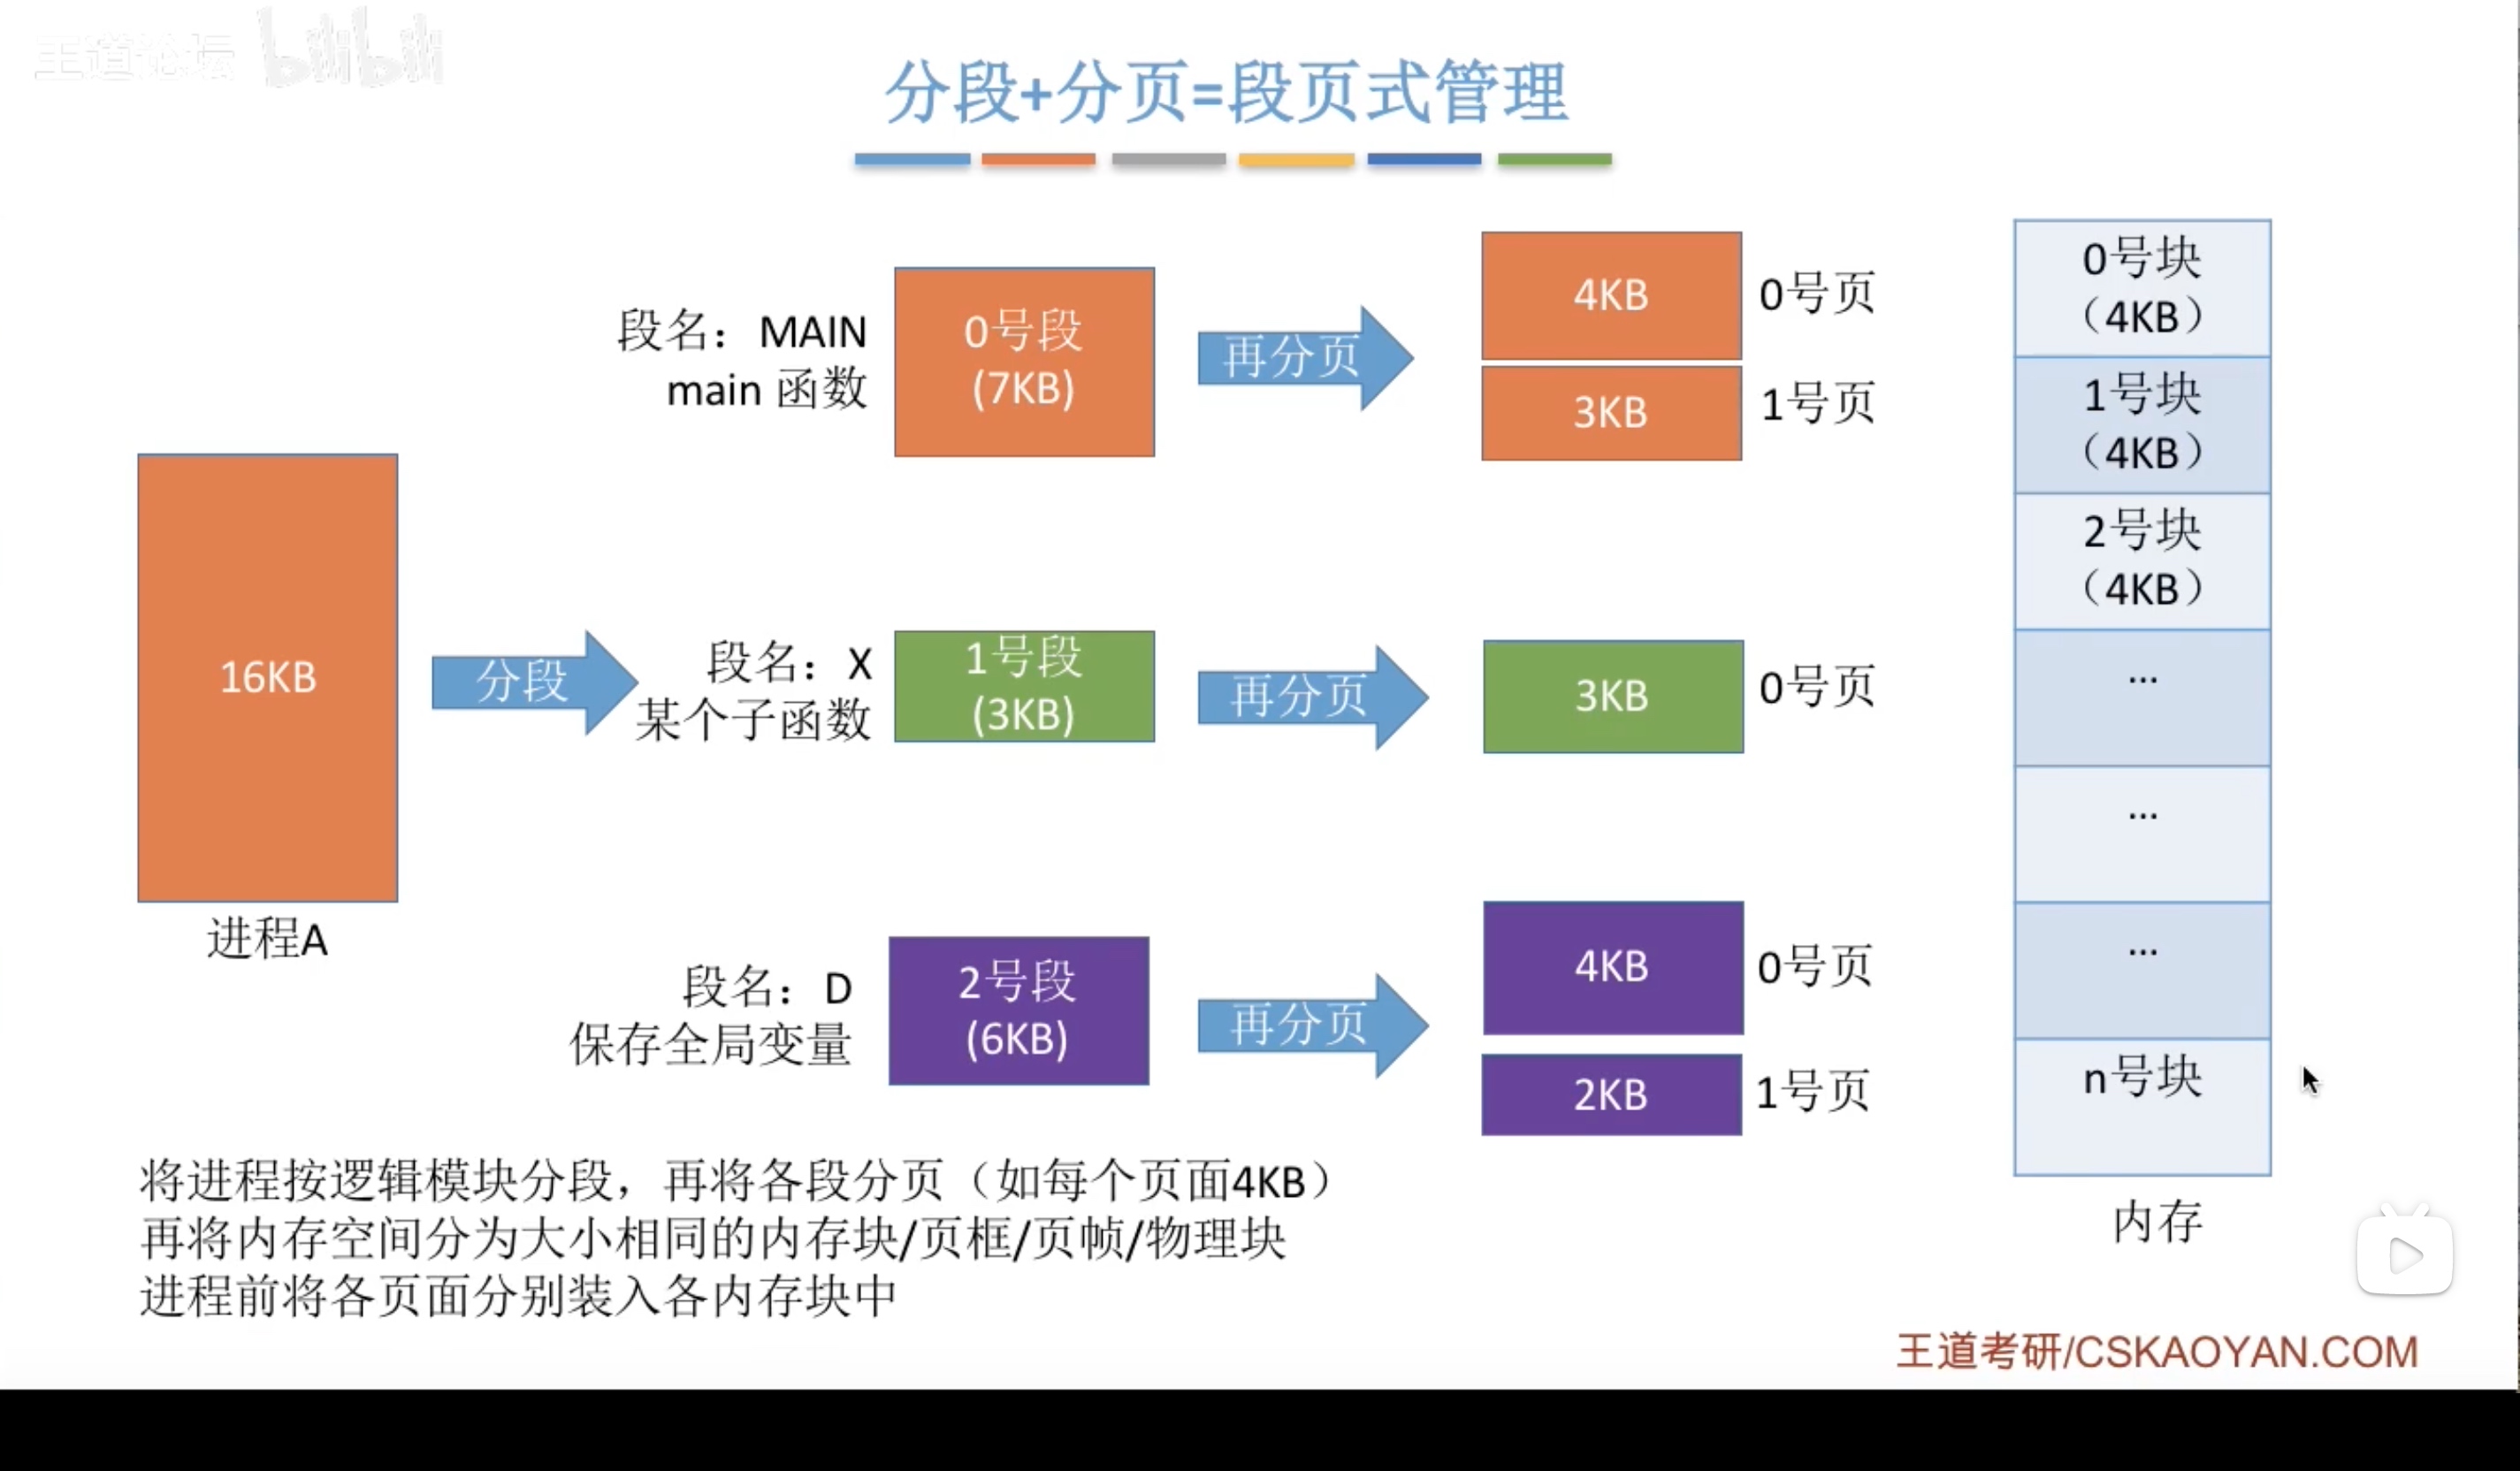 王道论坛 bilibili
分段+分页=段页式管理
段名：MAIN
main 函数
0号段
(7KB)
再分页
4KB
0号页
3KB
1号页
16KB
进程A
分段
段名：X
某个子函数
1号段
(3KB)
再分页
3KB
0号页
段名：D
保存全局变量
2号段
(6KB)
再分页
4KB
0号页
2KB
1号页
0号块
（4KB）
1号块
（4KB）
2号块
（4KB）
...
...
...
n号块
内存
将进程按逻辑模块分段，再将各段分页（如每个页面4KB）
再将内存空间分为大小相同的内存块/页框/页帧/物理块
进程前将各页面分别装入各内存块中
王道考研/CSKAOYAN.COM